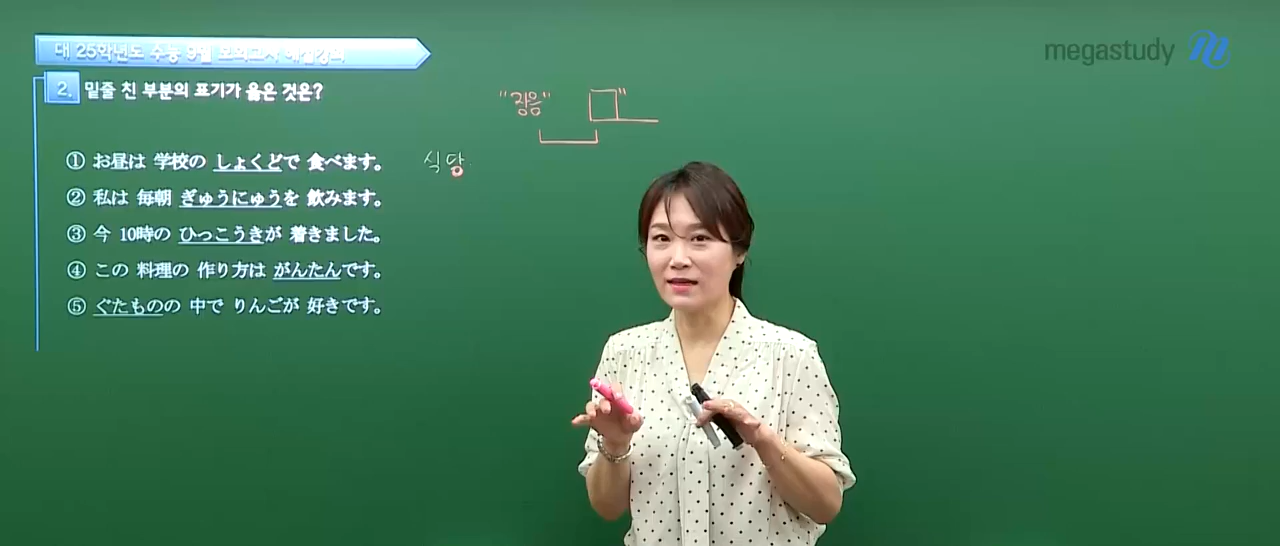 대 25학년도 수능 9월 모의고사 해설강의
megastudy
2. 밑줄 친 부분의 표기가 옳은 것은?
"장음" "
① お昼は 学校の しょくどで 食べます。 식당
② 私は 毎朝 ぎゅうにゅうを 飲みます。
③ 今 10時の ひっこうきが 着きました。
④ この 料理の 作り方は がんたんです。
⑤ ぐたものの 中で りんごが 好きです。